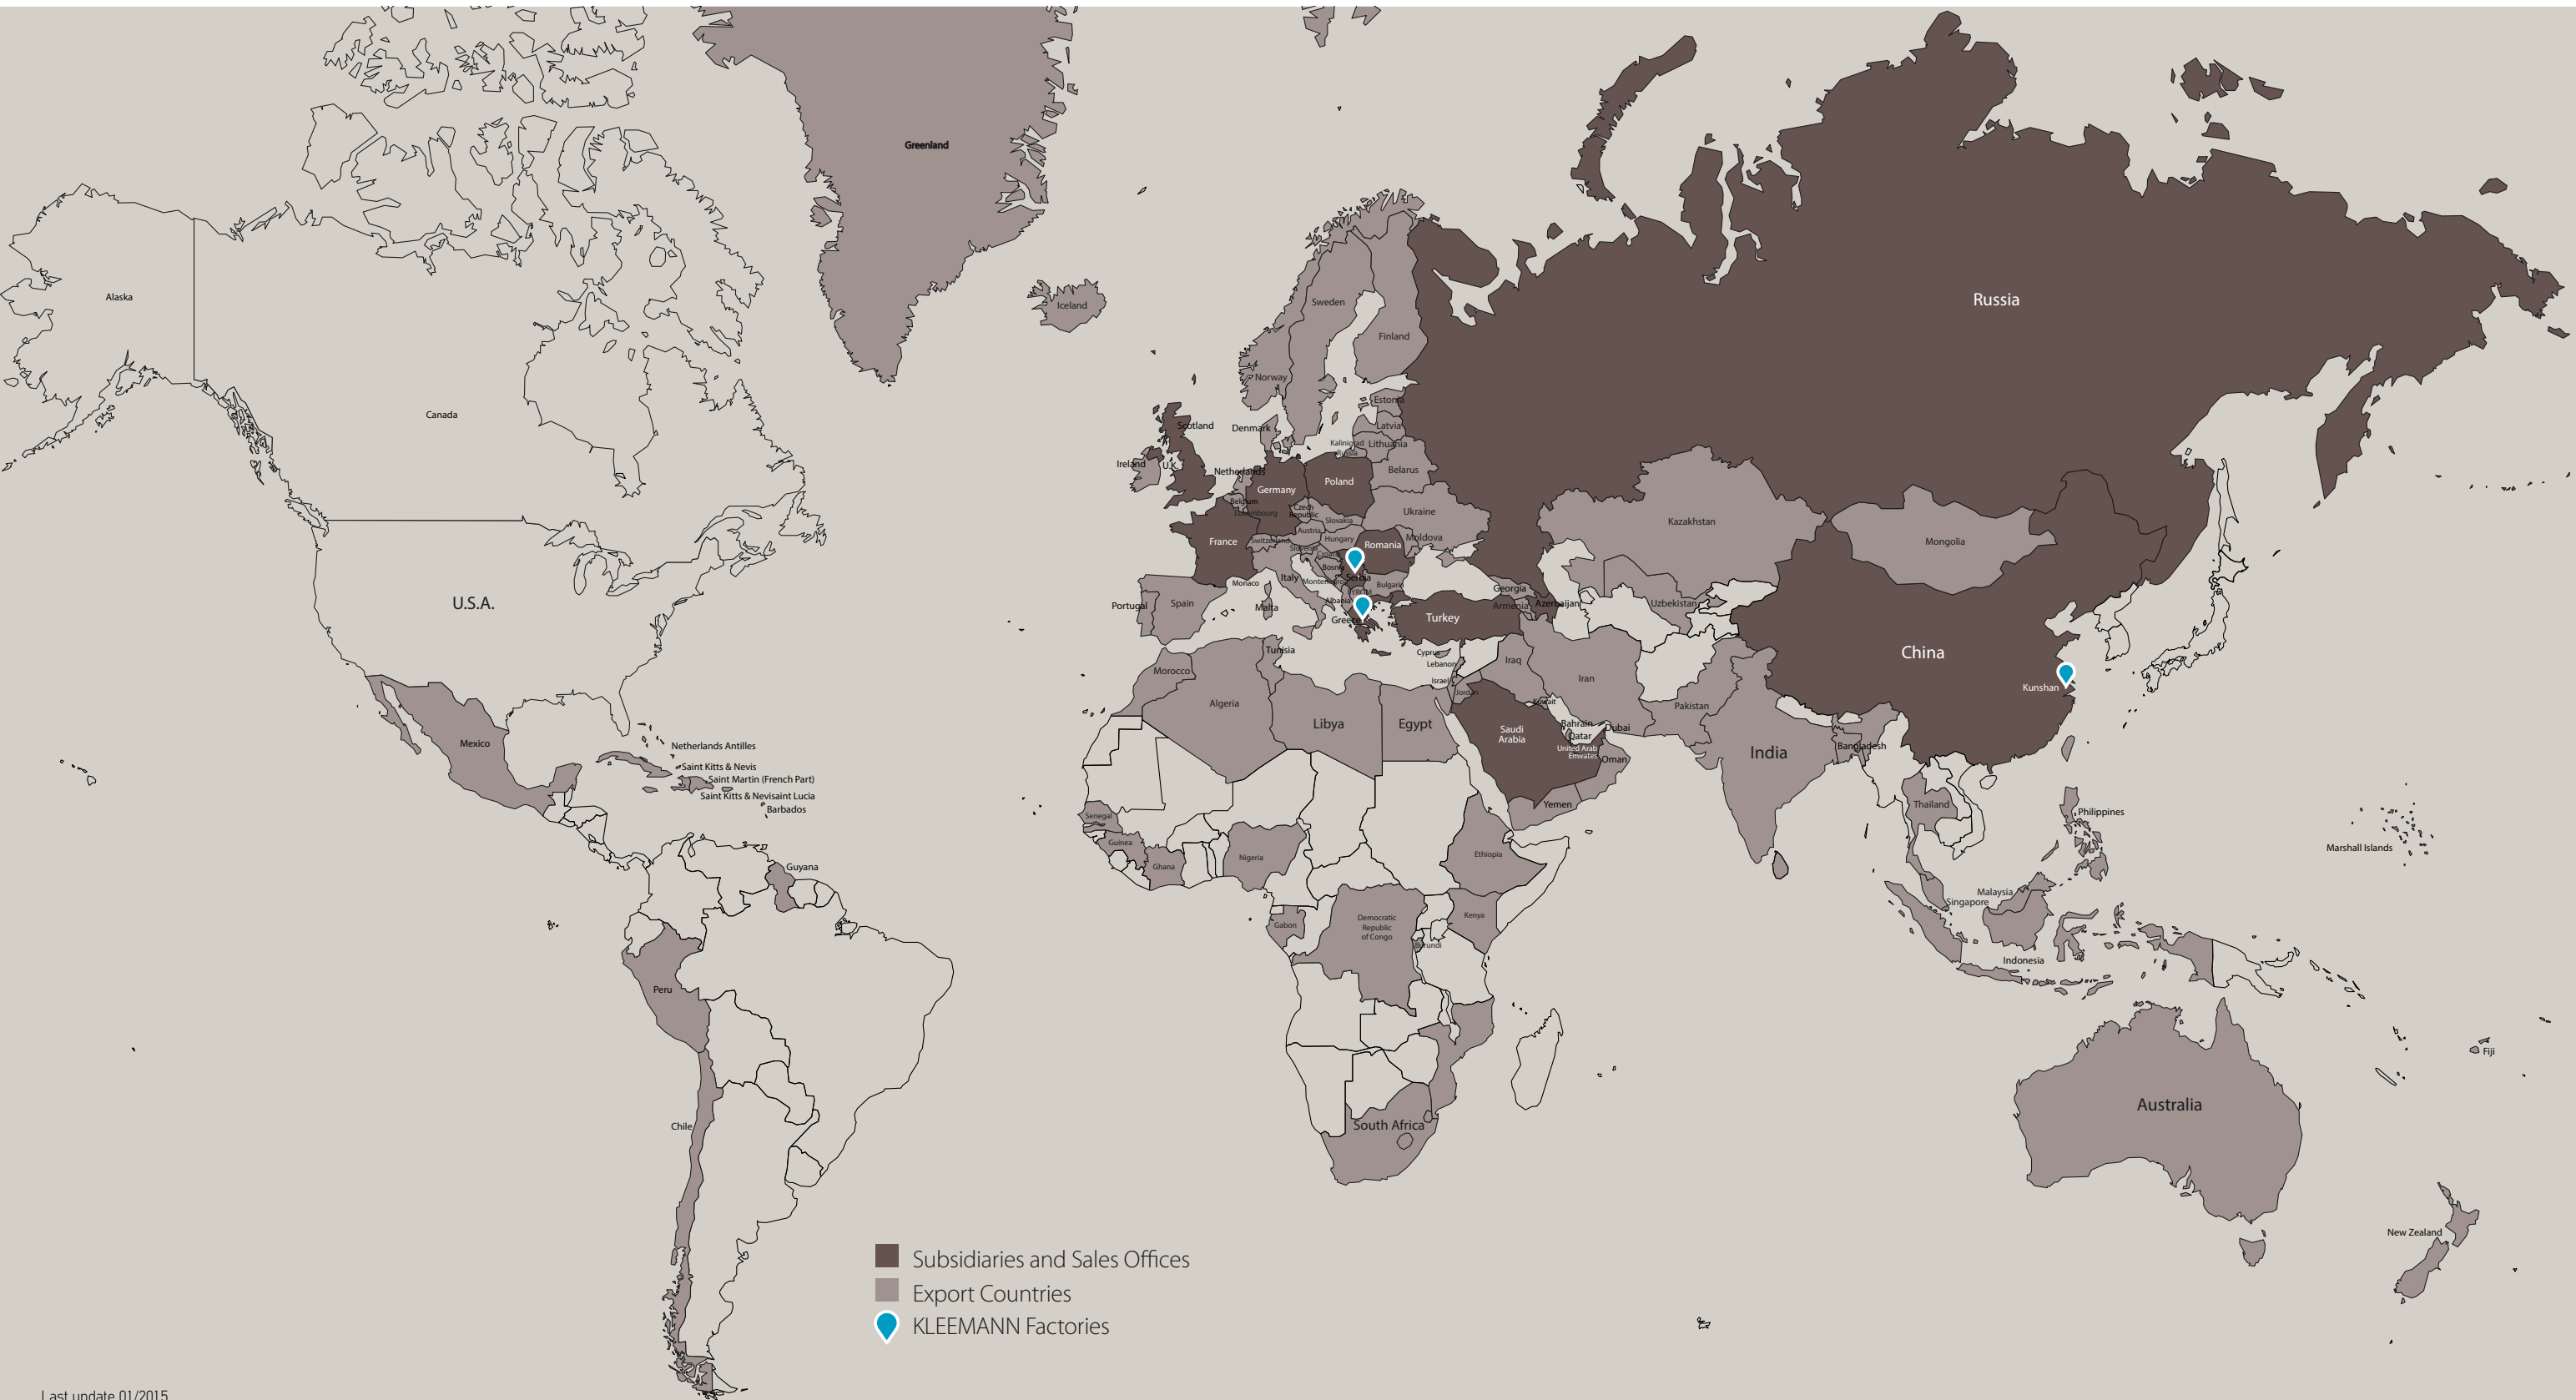 Greenland
Alaska
Iceland
Sweden
Russia
Finland
Norway
Canada
Estonia
Scotland
Denmark
Latvia
Kaliningrad
Russia
Lithuania
Ireland
U.K.
Netherlands
Belarus
Germany
Poland
Belgium
Luxembourg
Czech
Republic
Ukraine
Slovakia
Kazakhstan
Austria
France
Switzerland
Hungary
Moldova
Mongolia
Slovenia
Romania
Croatia
Bosnia
Italy
Serbia
Monaco
Montenegro
Bulgaria
Georgia
FYROM
U.S.A.
Portugal
Spain
Malta
Albania
Armenia
Azerbaijan
Uzbekistan
Greece
Turkey
Tunisia
Cyprus
China
Lebanon
Iraq
Morocco
Israel
Iran
Kunshan
Jordan
Algeria
Kuwait
Pakistan
Libya
Egypt
Saudi
Arabia
Bahrain
Dubai
Qatar
Mexico
Netherlands Antilles
United Arab
Emirates
Bangladesh
India
Oman
Saint Kitts & Nevis
Saint Martin (French Part)
Saint Kitts & Nevisaint Lucia
Barbados
Yemen
Thailand
Philippines
Senegal
Guinea
Marshall Islands
Nigeria
Ethiopia
Guyana
Ghana
Malaysia
Singapore
Democratic
Republic
of Congo
Kenya
Gabon
Burundi
Indonesia
Peru
Fiji
Australia
Chile
South Africa
New Zealand
Subsidiaries and Sales Offices
Export Countries
KLEEMANN Factories
Last update 01/2015